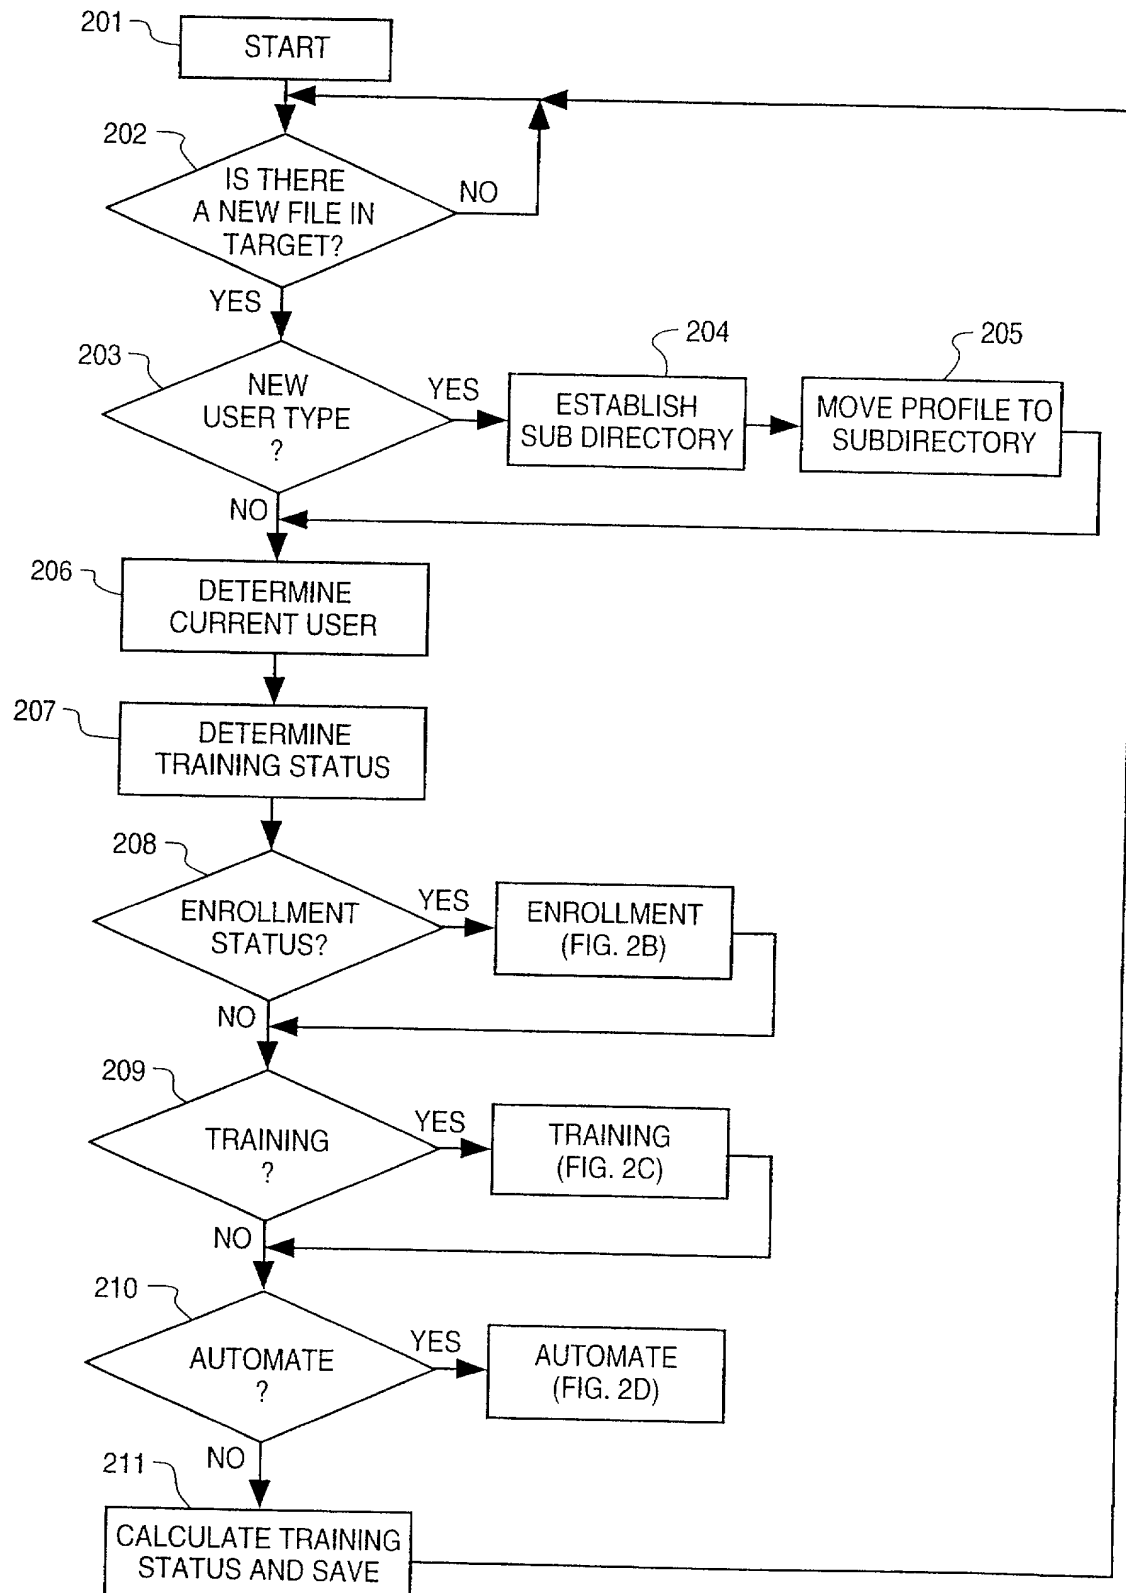 201
START
202
IS THERE
A NEW FILE IN
TARGET?
NO
YES
203
NEW
USER TYPE
?
YES
204
ESTABLISH
SUB DIRECTORY
205
MOVE PROFILE TO
SUBDIRECTORY
NO
206
DETERMINE
CURRENT USER
207
DETERMINE
TRAINING STATUS
208
ENROLLMENT
STATUS?
YES
ENROLLMENT
(FIG. 2B)
NO
209
TRAINING
?
YES
TRAINING
(FIG. 2C)
NO
210
AUTOMATE
?
YES
AUTOMATE
(FIG. 2D)
NO
211
CALCULATE TRAINING
STATUS AND SAVE